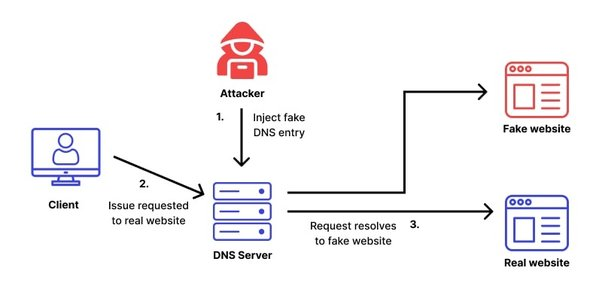 Attacker
1. Inject fake
DNS entry
Fake website
2.
Client
Issue requested
to real website
DNS Server
Request resolves 3.
to fake website
Real website